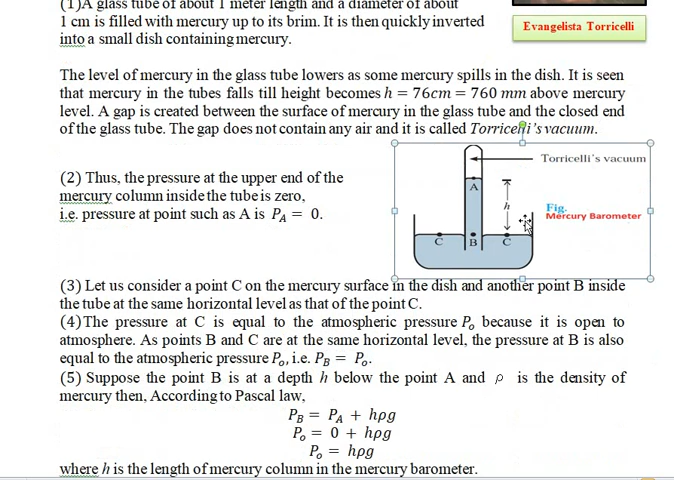 (1)A glass tube of about 1 meter length and a diameter of about
1 cm is filled with mercury up to its brim. It is then quickly inverted
into a small dish containing mercury.
Evangelista Torricelli
The level of mercury in the glass tube lowers as some mercury spills in the dish. It is seen
that mercury in the tubes falls till height becomes h = 76cm = 760 mm above mercury
level. A gap is created between the surface of mercury in the glass tube and the closed end
of the glass tube. The gap does not contain any air and it is called Torricelli's vacuum.
(2) Thus, the pressure at the upper end of the
mercury column inside the tube is zero,
i.e. pressure at point such as A is P_A = 0.
Torricelli's vacuum
A
h
Fig.
Mercury Barometer
C B C
(3) Let us consider a point C on the mercury surface in the dish and another point B inside
the tube at the same horizontal level as that of the point C.
(4)The pressure at C is equal to the atmospheric pressure P_o because it is open to
atmosphere. As points B and C are at the same horizontal level, the pressure at B is also
equal to the atmospheric pressure P_o, i.e. P_B = P_o.
(5) Suppose the point B is at a depth h below the point A and ρ is the density of
mercury then, According to Pascal law,
P_B = P_A + hρg
P_o = 0 + hρg
P_o = hρg
where h is the length of mercury column in the mercury barometer.